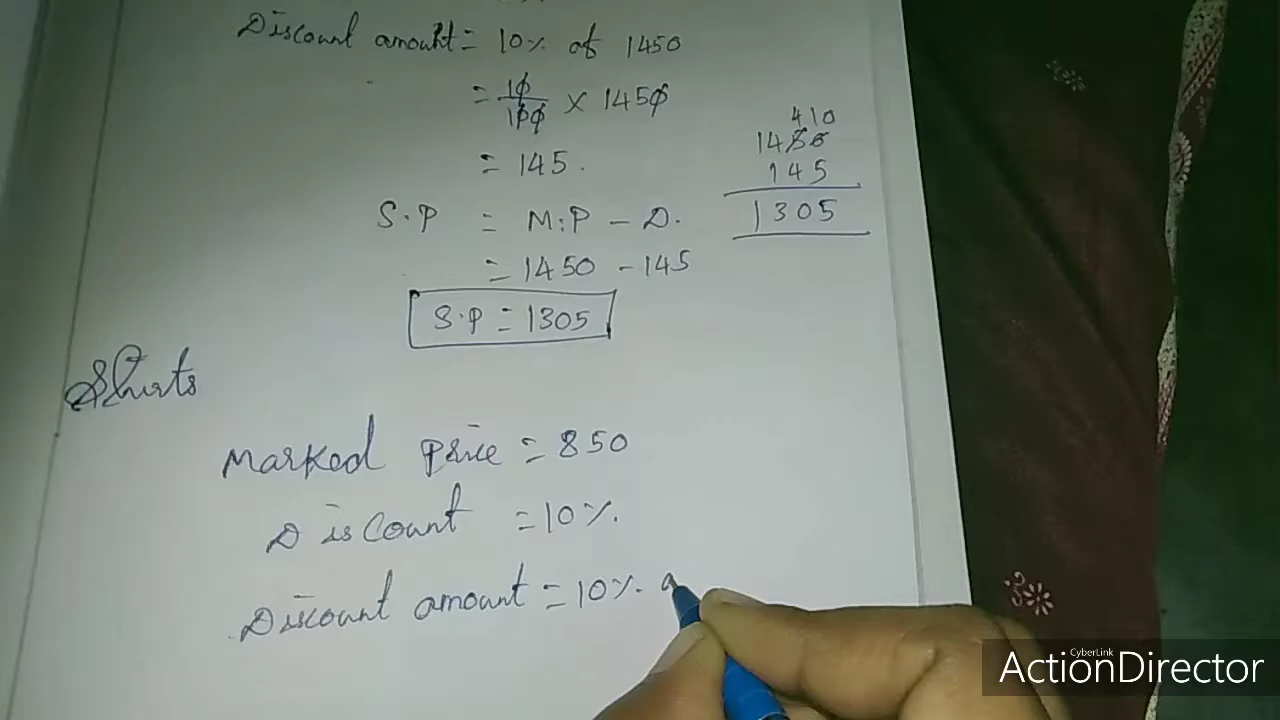 Discount amount = 10% of 1450
= 10/100 × 1450
= 145.
S.P = M.P - D.
= 1450 - 145
S.P = 1305
410
1450
145
1305
Shirts
Marked Price = 850
Discount = 10%.
Discount amount = 10%. o
CyberLink
ActionDirector